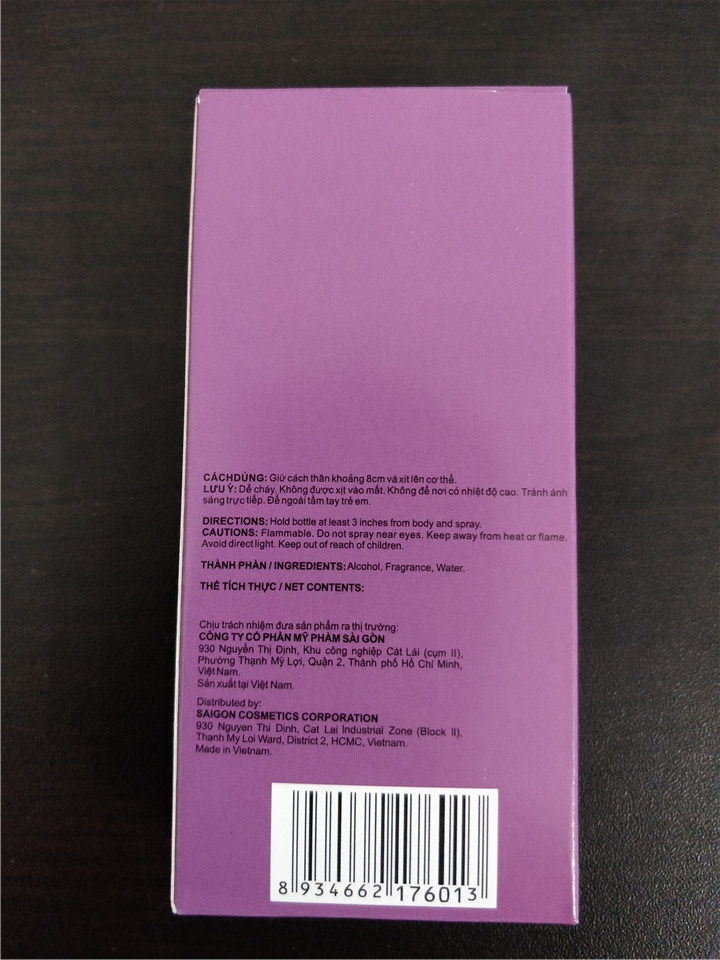 CÁCHDÙNG: Giữ cách thân khoảng 8cm và xịt lên cơ thể.
LƯU Ý: Dễ cháy. Không được xịt vào mắt. Không để nơi có nhiệt độ cao. Tránh ánh
sáng trực tiếp. Để ngoài tầm tay trẻ em.
DIRECTIONS: Hold bottle at least 3 inches from body and spray.
CAUTIONS: Flammable. Do not spray near eyes. Keep away from heat or flame.
Avoid direct light. Keep out of reach of children.
THÀNH PHẦN / INGREDIENTS: Alcohol, Fragrance, Water.
THỂ TÍCH THỰC / NET CONTENTS:
Chịu trách nhiệm đưa sản phẩm ra thị trường:
CÔNG TY CỔ PHẦN MỸ PHẨM SÀI GÒN
930 Nguyễn Thị Định, Khu công nghiệp Cát Lái (cụm II),
Phường Thạnh Mỹ Lợi, Quận 2, Thành phố Hồ Chí Minh,
Việt Nam.
Sản xuất tại Việt Nam.
Distributed by:
SAIGON COSMETICS CORPORATION
930 Nguyen Thi Dinh, Cat Lai Industrial Zone (Block II),
Thanh My Loi Ward, District 2, HCMC, Vietnam.
Made in Vietnam.
8 934662 176013